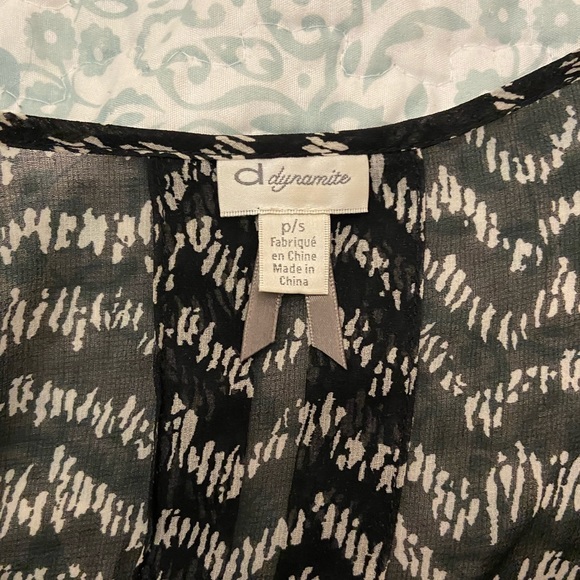 d dynamite
p/s
Fabriqué
en Chine
Made in
China